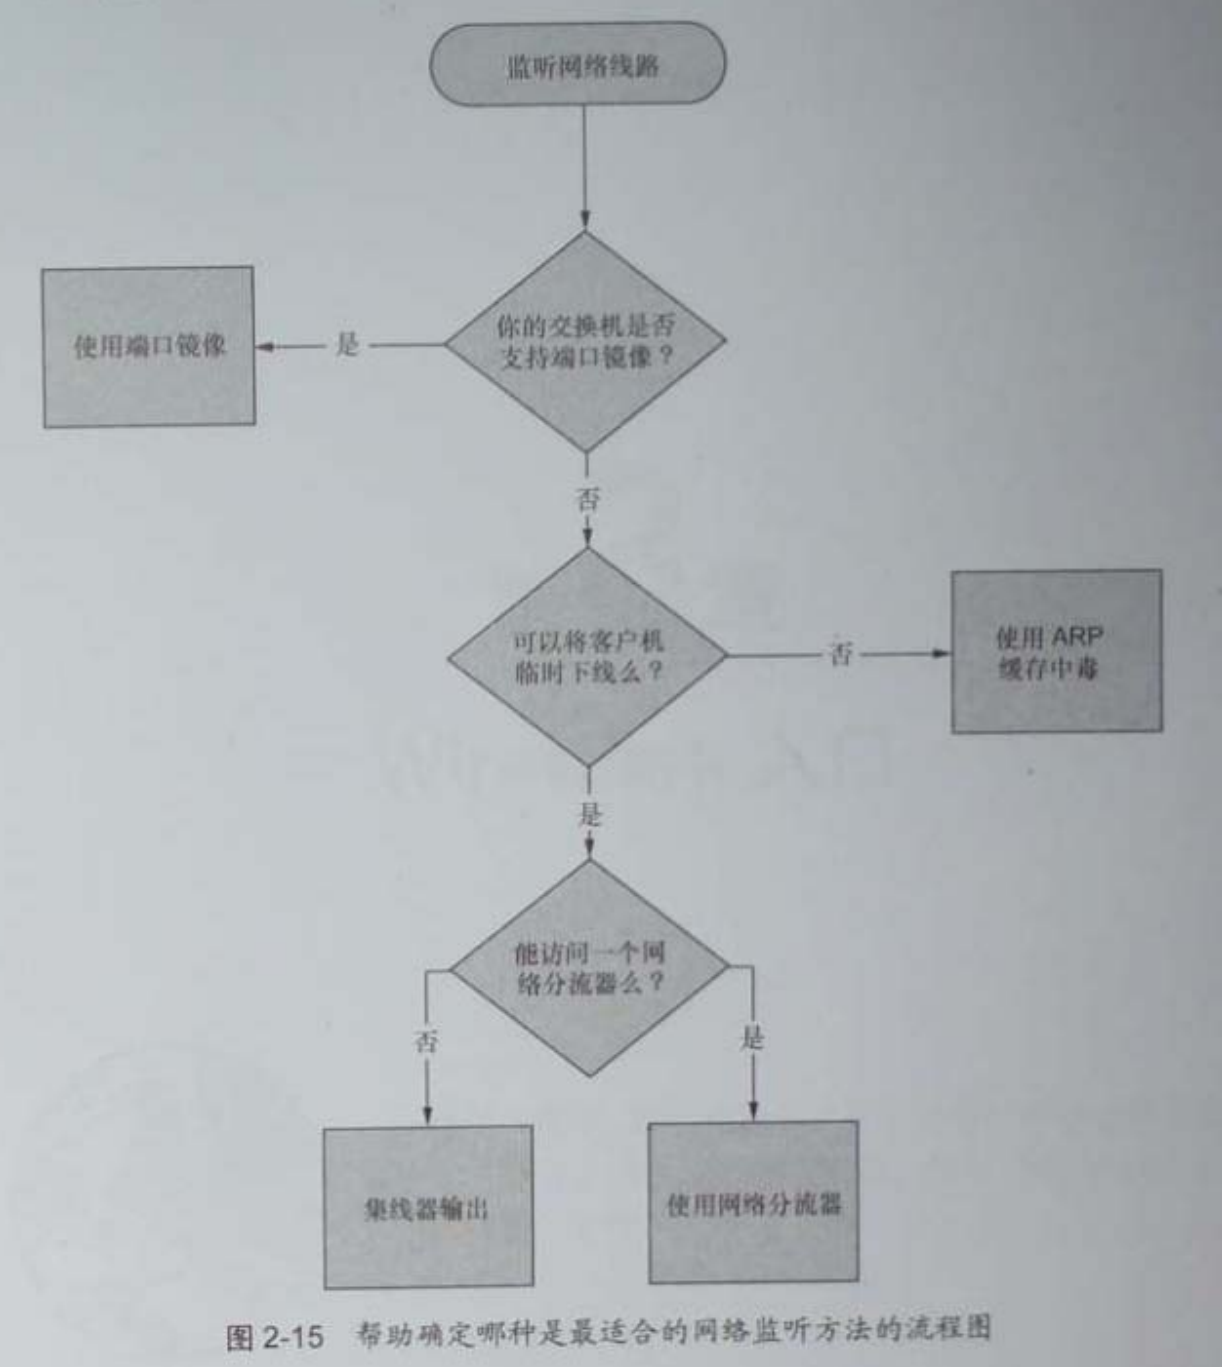 监听网络线路
你的交换机是否
支持端口镜像？
是
使用端口镜像
否
可以将客户机
临时下线么？
否
使用 ARP
缓存中毒
是
能访问一个网
络分流器么？
否
是
集线器输出
使用网络分流器
图 2-15 帮助确定哪种是最适合的网络监听方法的流程图